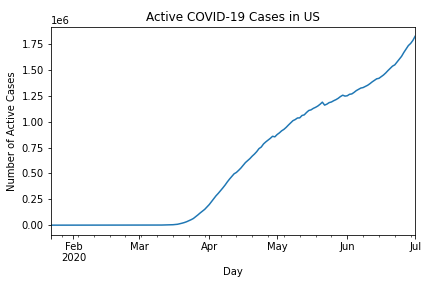 Active COVID-19 Cases in US
1e6
Number of Active Cases
1.75
1.50
1.25
1.00
0.75
0.50
0.25
0.00
Feb
2020
Mar
Apr
May
Jun
Jul
Day